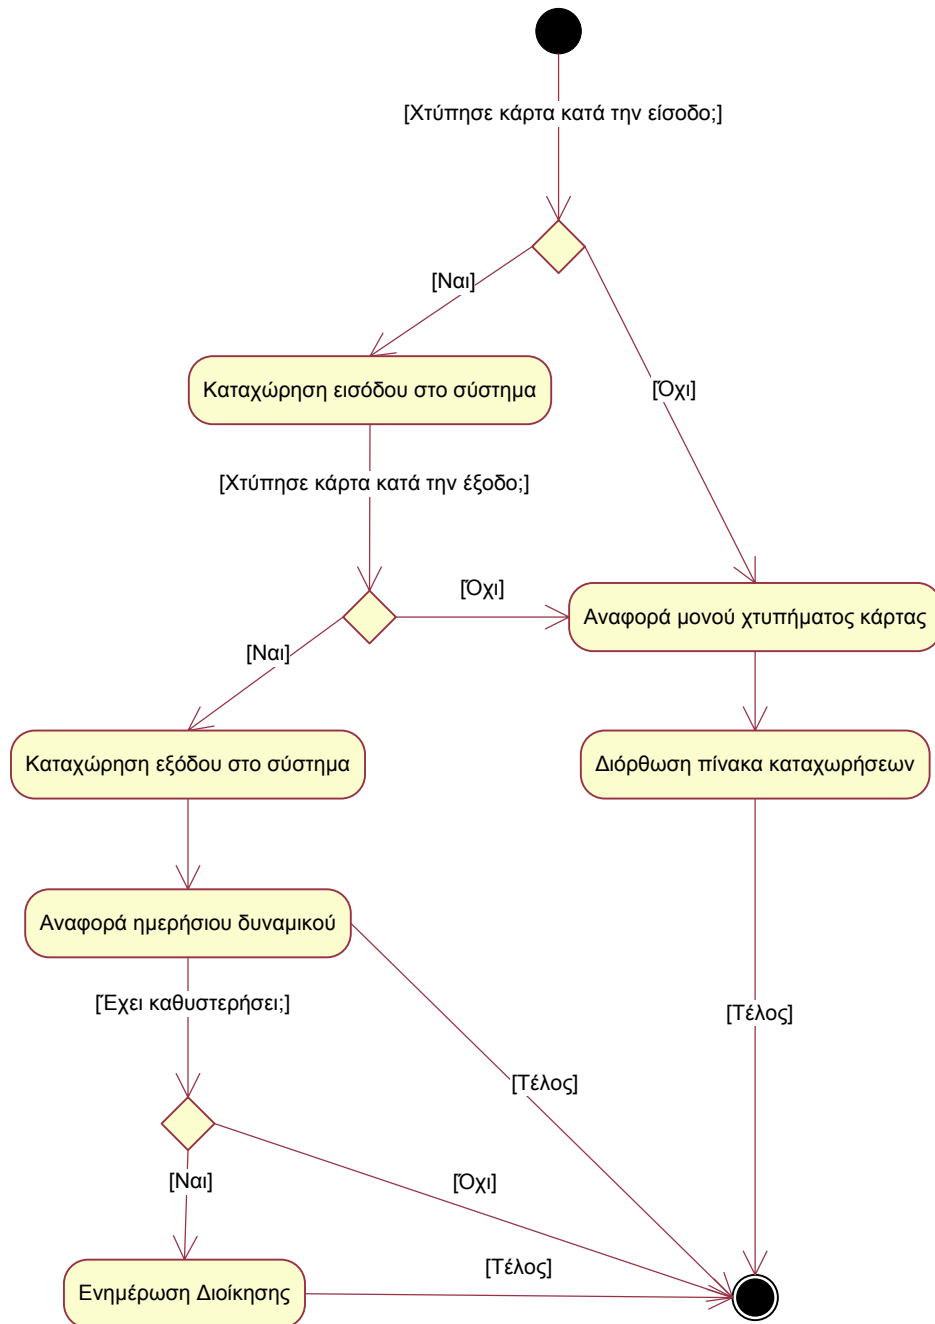 [Χτύπησε κάρτα κατά την είσοδο;]
[Ναι]
Καταχώρηση εισόδου στο σύστημα
[Όχι]
[Χτύπησε κάρτα κατά την έξοδο;]
[Όχι]
Αναφορά μονού χτυπήματος κάρτας
[Ναι]
Καταχώρηση εξόδου στο σύστημα
Διόρθωση πίνακα καταχωρήσεων
Αναφορά ημερήσιου δυναμικού
[Έχει καθυστερήσει;]
[Τέλος]
[Τέλος]
[Ναι]
[Όχι]
[Τέλος]
Ενημέρωση Διοίκησης